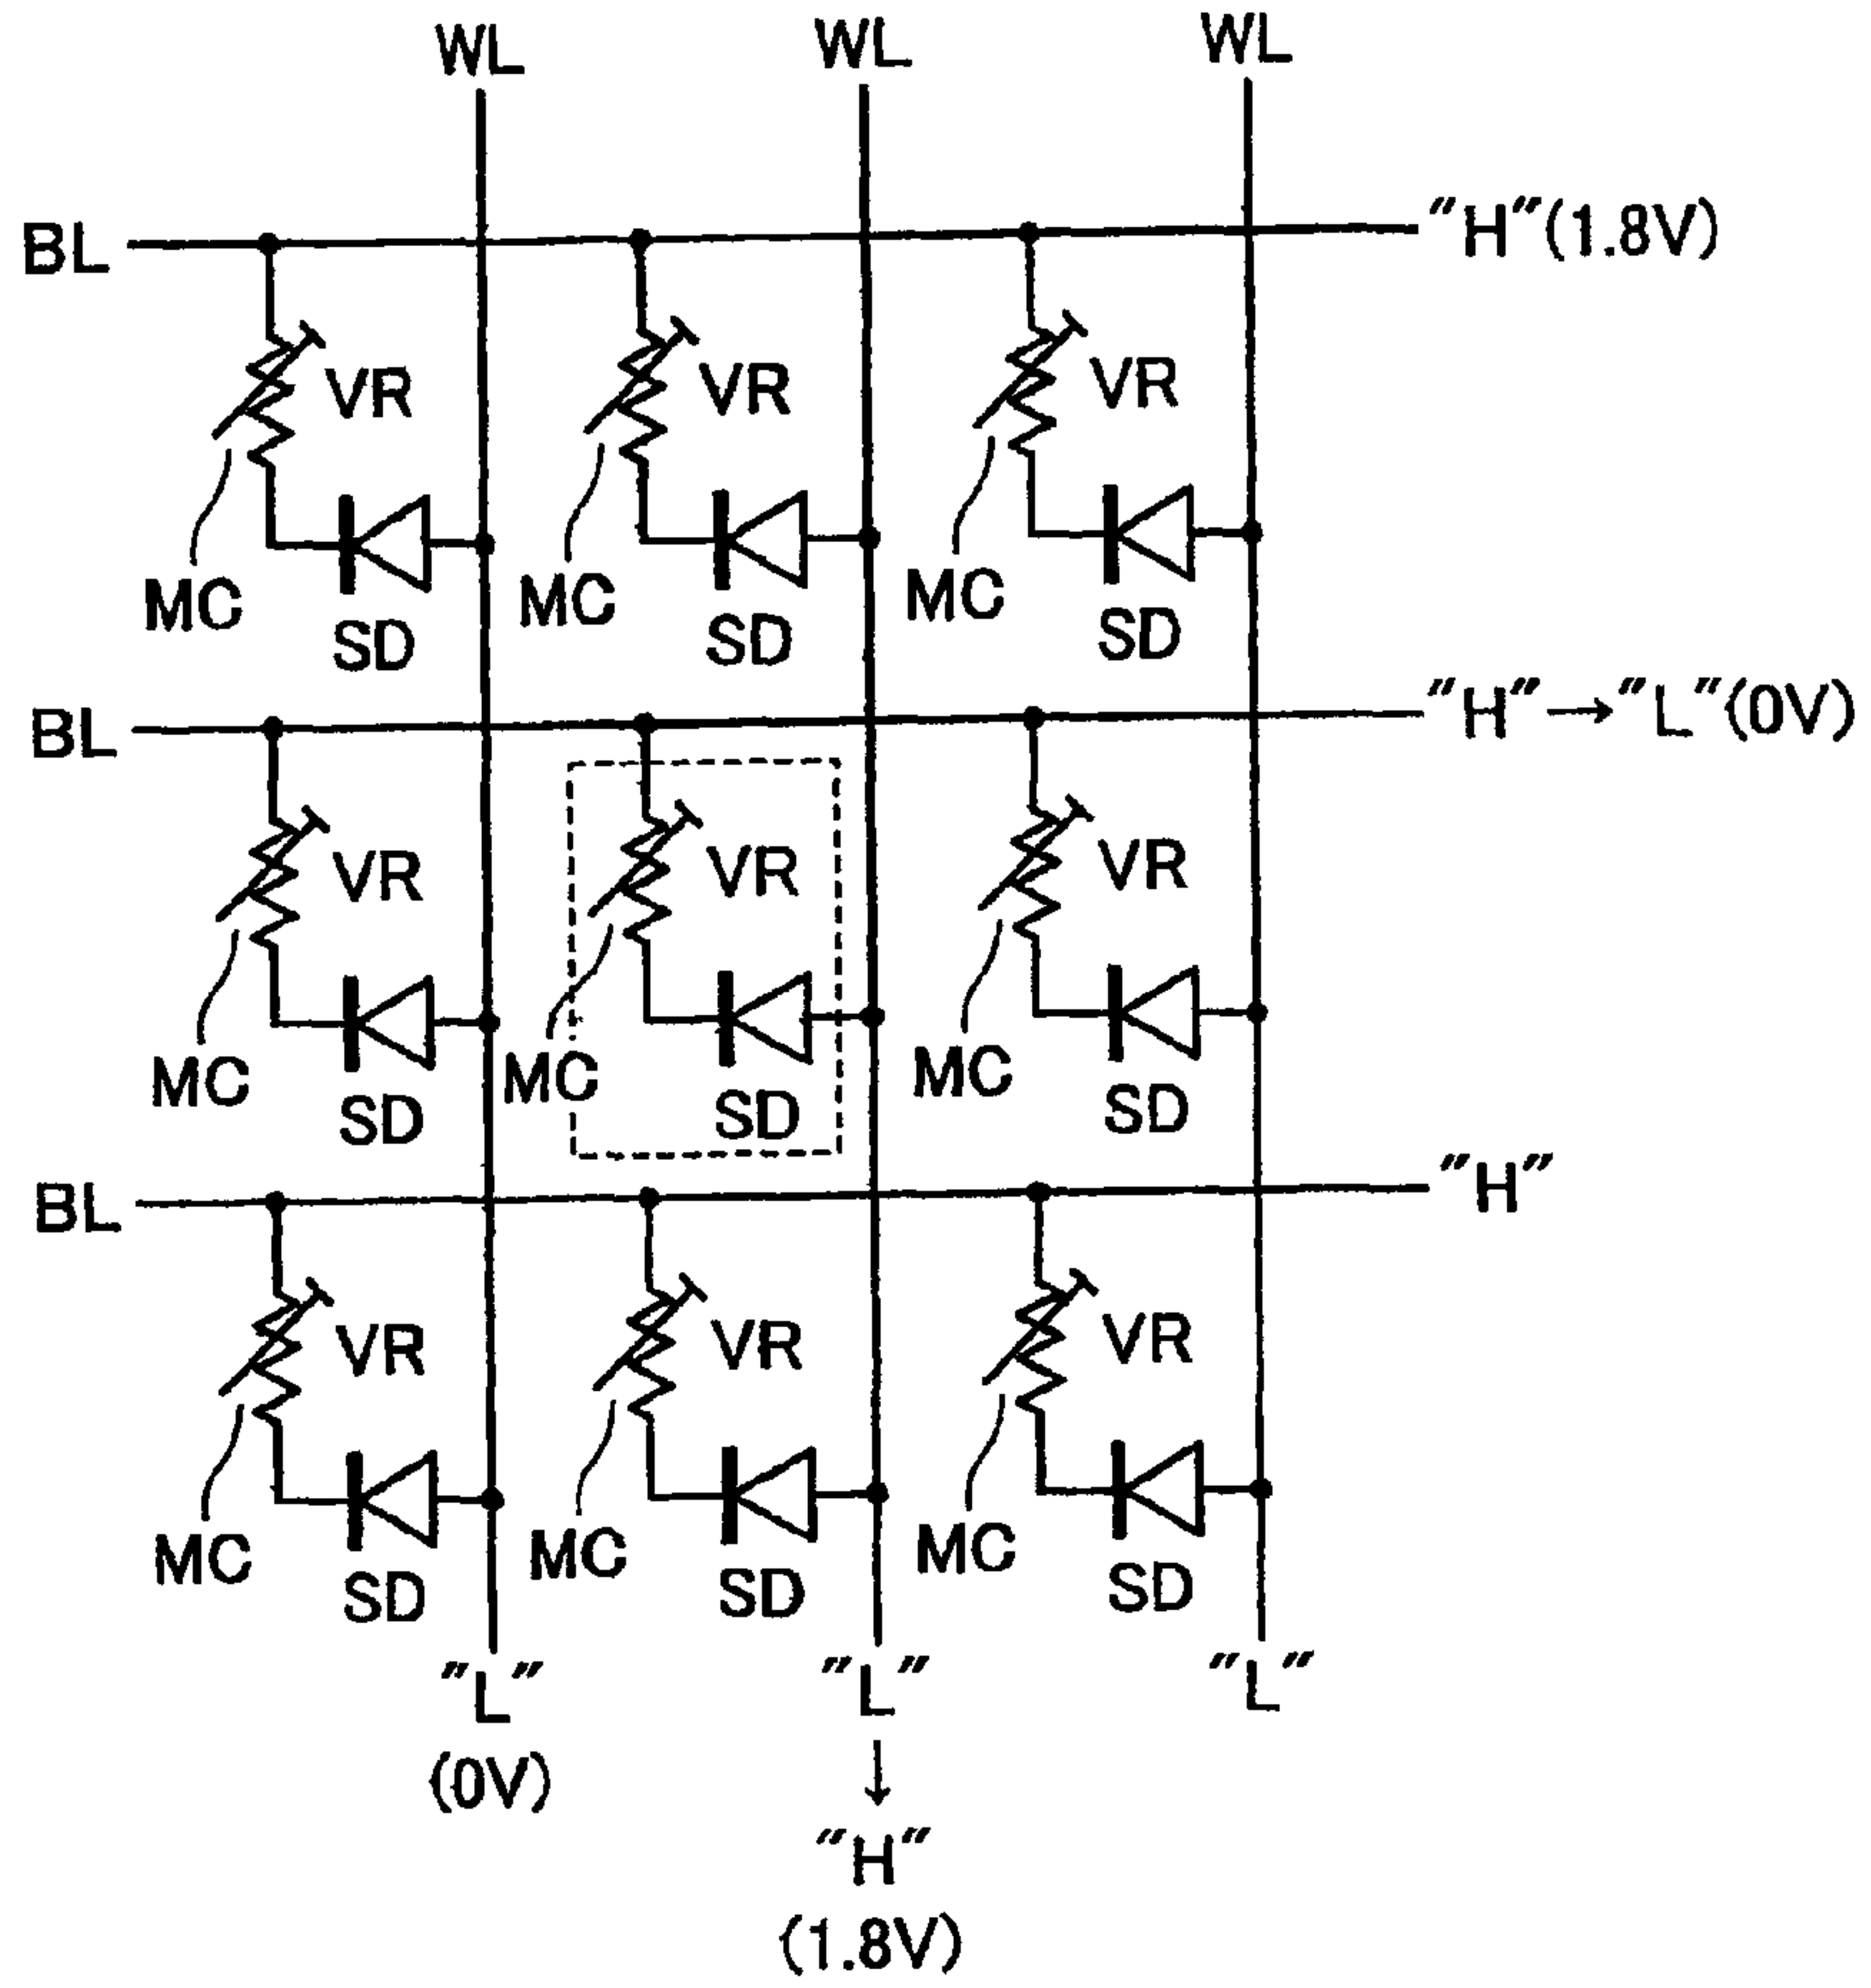 WL WL WL
BL "H"(1.8V)
VR VR VR
MC MC MC
SD SD SD
BL "H"→"L"(0V)
VR VR VR
MC MC MC
SD SD SD
BL "H"
VR VR VR
MC MC MC
SD SD SD
"L" "L" "L"
(0V) ↓
"H"
(1.8V)